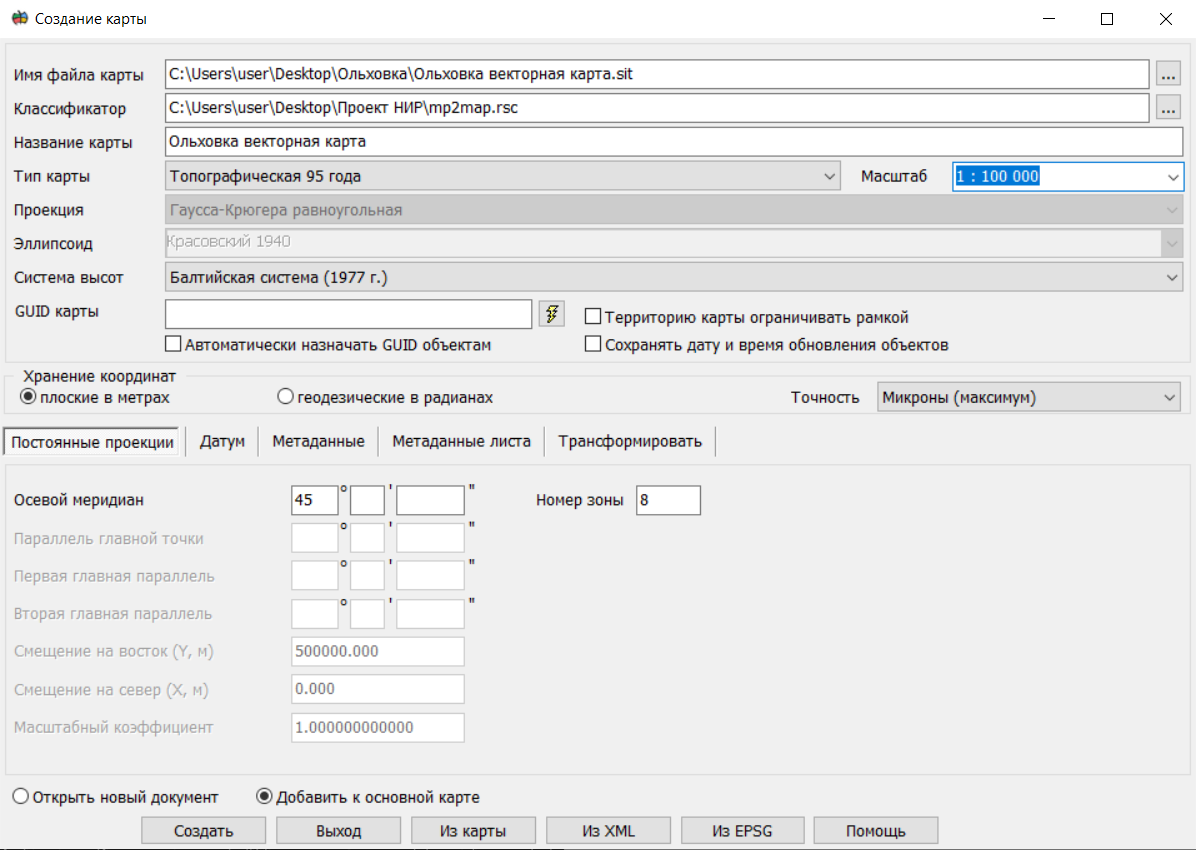 Создание карты
Имя файла карты C:\Users\user\Desktop\Ольховка\Ольховка векторная карта.sit ...
Классификатор C:\Users\user\Desktop\Проект НИР\mp2map.rsc ...
Название карты Ольховка векторная карта
Тип карты Топографическая 95 года Масштаб 1 : 100 000
Проекция Гаусса-Крюгера равноугольная
Эллипсоид Красовский 1940
Система высот Балтийская система (1977 г.)
GUID карты Территорию карты ограничивать рамкой
Автоматически назначать GUID объектам Сохранять дату и время обновления объектов
Хранение координат
плоские в метрах геодезические в радианах Точность Микроны (максимум)
Постоянные проекции Датум Метаданные Метаданные листа Трансформировать
Осевой меридиан 45 ° ' " Номер зоны 8
Параллель главной точки ° ' "
Первая главная параллель ° ' "
Вторая главная параллель ° ' "
Смещение на восток (Y, м) 500000.000
Смещение на север (X, м) 0.000
Масштабный коэффициент 1.000000000000
Открыть новый документ Добавить к основной карте
Создать Выход Из карты Из XML Из EPSG Помощь